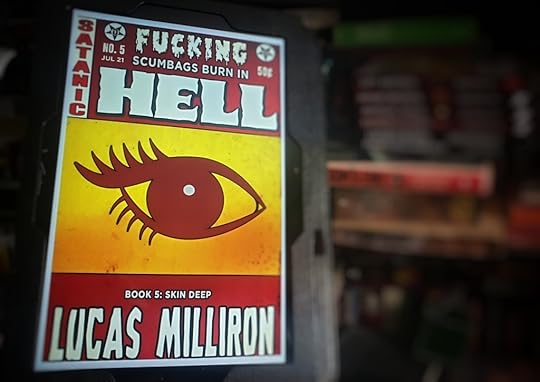 SATANIC
NO. 5
JUL 21
FUCKING
SCUMBAGS BURN IN
50¢
HELL
BOOK 5: SKIN DEEP
LUCAS MILLIRON